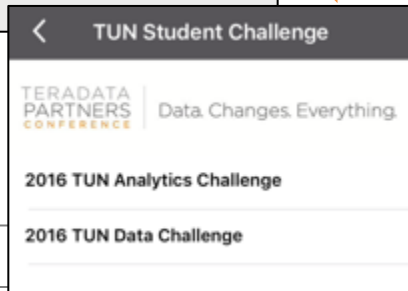 TUN Student Challenge
TERADATA
PARTNERS
CONFERENCE
Data. Changes. Everything.
2016 TUN Analytics Challenge
2016 TUN Data Challenge